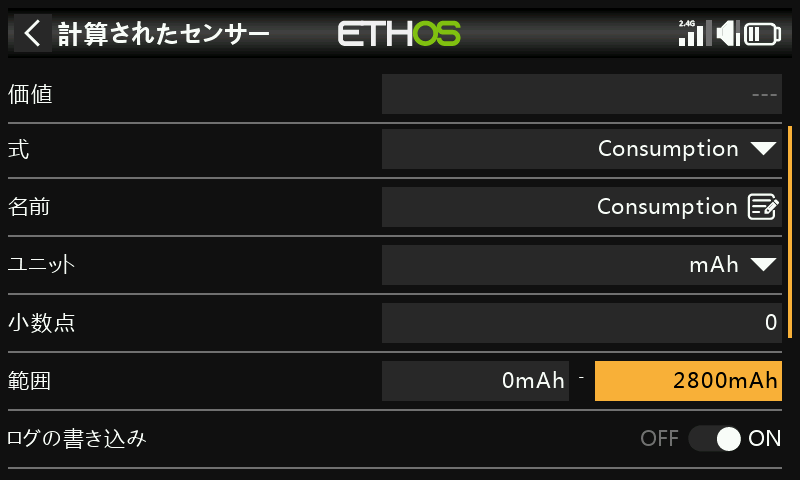 計算されたセンサー ETHOS 2.4G
価値 ---
式 Consumption
名前 Consumption
ユニット mAh
小数点 0
範囲 0mAh - 2800mAh
ログの書き込み OFF ON